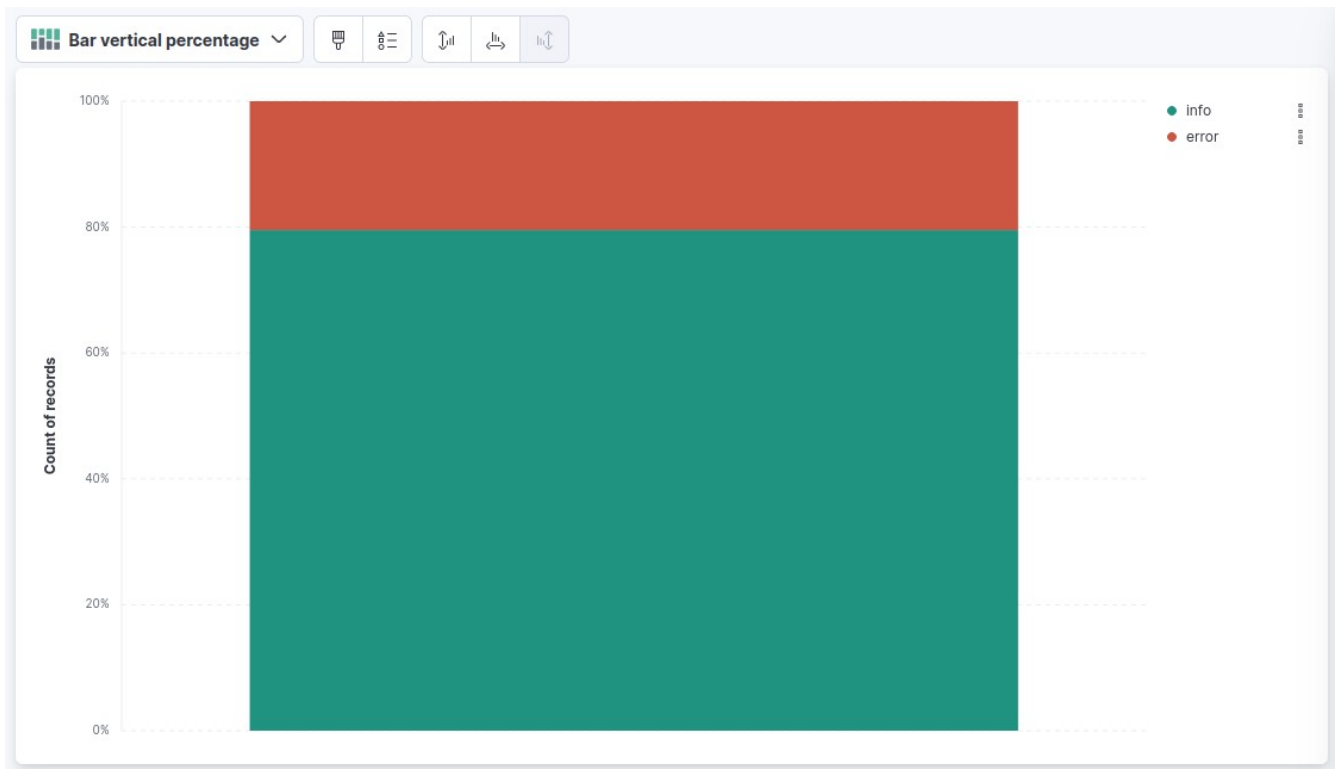 Bar vertical percentage
100%
80%
60%
40%
20%
0%
Count of records
info
error